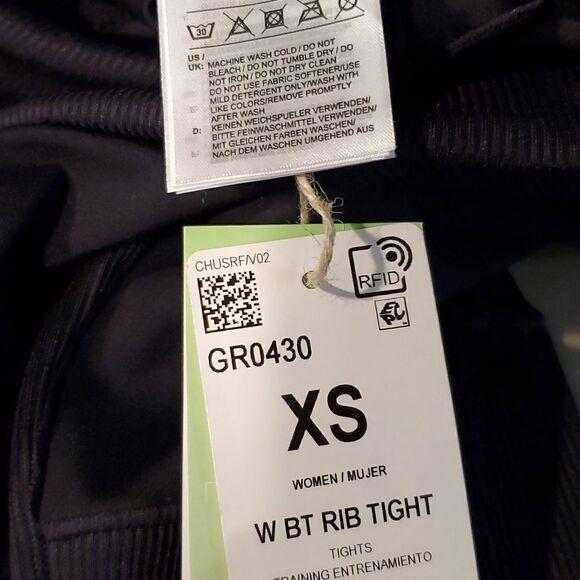 30
US / UK: MACHINE WASH COLD / DO NOT
BLEACH / DO NOT TUMBLE DRY / DO
NOT IRON / DO NOT DRY CLEAN
DO NOT USE FABRIC SOFTENER/USE
MILD DETERGENT ONLY/WASH WITH
LIKE COLORS/REMOVE PROMPTLY
AFTER WASH
D: KEINEN WEICHSPUELER VERWENDEN/
BITTE FEINWASCHMITTEL VERWENDEN/
MIT GLEICHEN FARBEN WASCHEN/
NACH DEM WASCHEN UMGEHEND AUS
CHUSRF/V02
RFID
EPC
GR0430
XS
WOMEN / MUJER
W BT RIB TIGHT
TIGHTS
TRAINING ENTRENAMIENTO